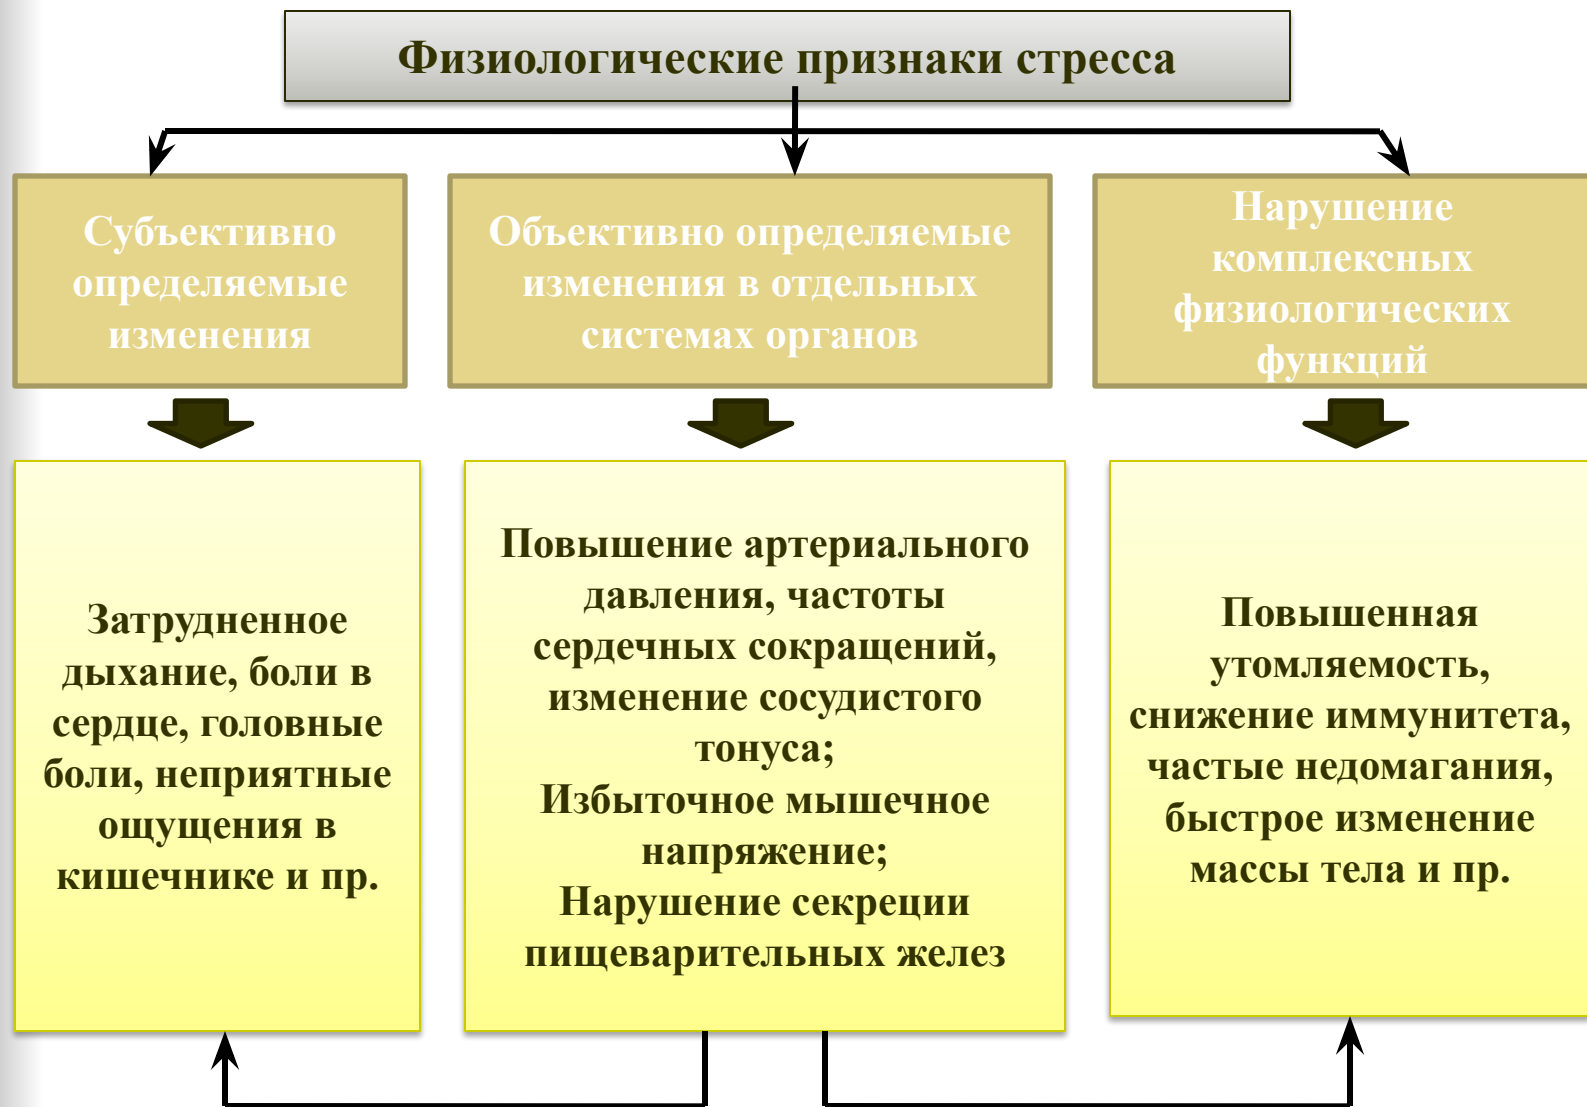 Физиологические признаки стресса
Субъективно
определяемые
изменения
Объективно определяемые
изменения в отдельных
системах органов
Нарушение
комплексных
физиологических
функций
Затрудненное
дыхание, боли в
сердце, головные
боли, неприятные
ощущения в
кишечнике и пр.
Повышение артериального
давления, частоты
сердечных сокращений,
изменение сосудистого
тонуса;
Избыточное мышечное
напряжение;
Нарушение секреции
пищеварительных желез
Повышенная
утомляемость,
снижение иммунитета,
частые недомагания,
быстрое изменение
массы тела и пр.